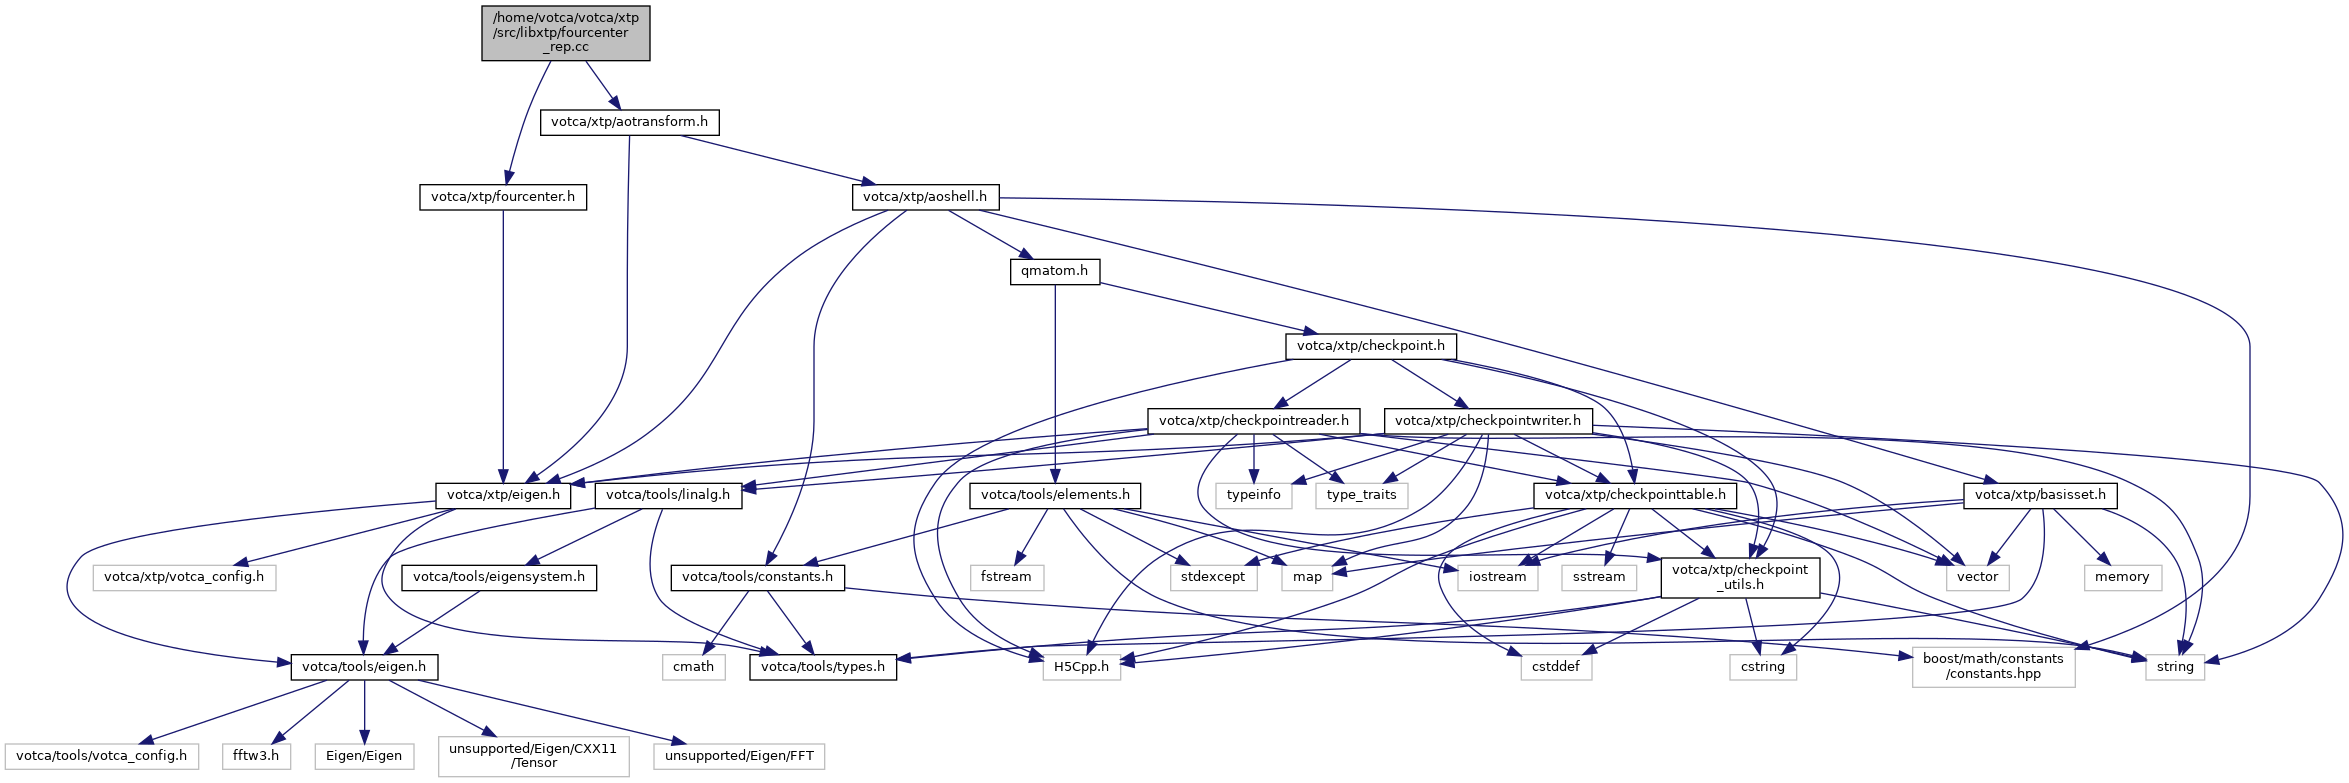 /home/votca/votca/xtp
/src/libxtp/fourcenter
_rep.cc
votca/xtp/aotransform.h
votca/xtp/fourcenter.h
votca/xtp/aoshell.h
qmatom.h
votca/xtp/checkpoint.h
votca/xtp/checkpointreader.h
votca/xtp/checkpointwriter.h
votca/xtp/eigen.h
votca/tools/linalg.h
votca/tools/elements.h
typeinfo
type_traits
votca/xtp/checkpointtable.h
votca/xtp/basisset.h
votca/xtp/votca_config.h
votca/tools/eigensystem.h
votca/tools/constants.h
fstream
stdexcept
map
iostream
sstream
votca/xtp/checkpoint
_utils.h
vector
memory
votca/tools/eigen.h
cmath
votca/tools/types.h
H5Cpp.h
cstddef
cstring
boost/math/constants
/constants.hpp
string
votca/tools/votca_config.h
fftw3.h
Eigen/Eigen
unsupported/Eigen/CXX11
/Tensor
unsupported/Eigen/FFT